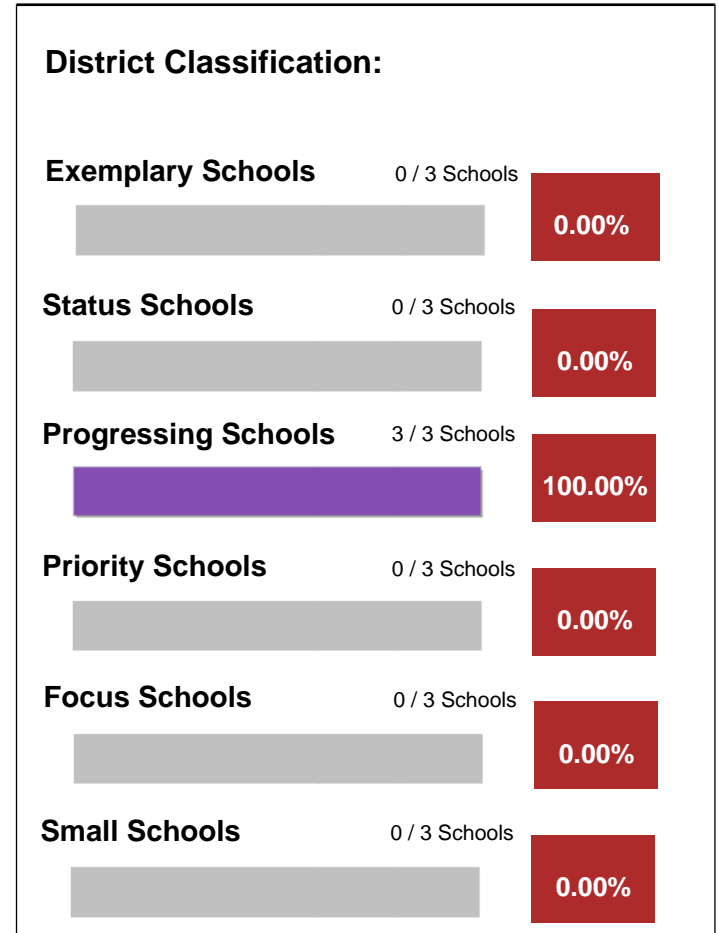 District Classification:
Exemplary Schools 0 / 3 Schools
0.00%
Status Schools 0 / 3 Schools
0.00%
Progressing Schools 3 / 3 Schools
100.00%
Priority Schools 0 / 3 Schools
0.00%
Focus Schools 0 / 3 Schools
0.00%
Small Schools 0 / 3 Schools
0.00%